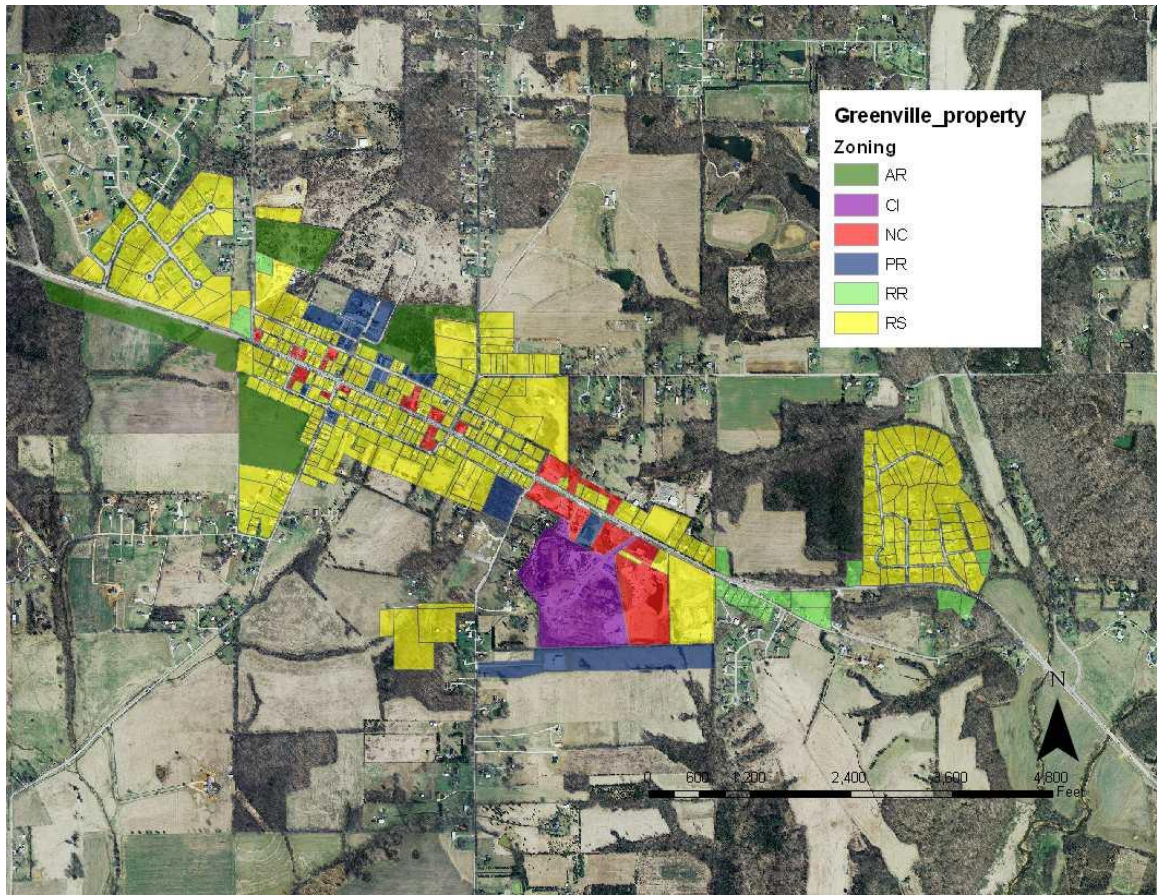 Greenville_property
Zoning
AR
CI
NC
PR
RR
RS
N
0 600 1,200 2,400 3,600 4,800
Feet